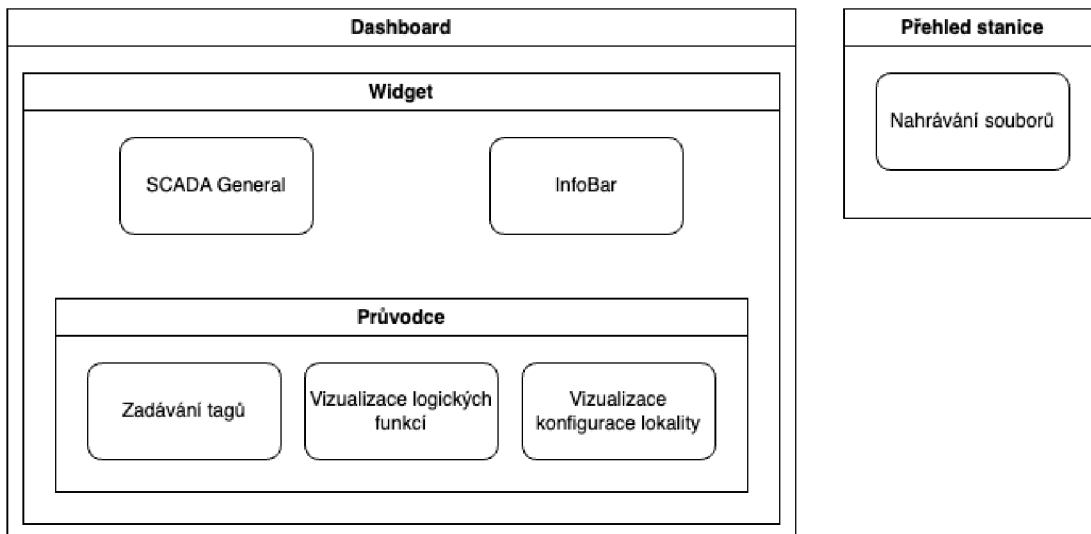 Dashboard
Přehled stanice
Widget
Nahrávání souborů
SCADA General
InfoBar
Průvodce
Zadávání tagů
Vizualizace logických
funkcí
Vizualizace
konfigurace lokality